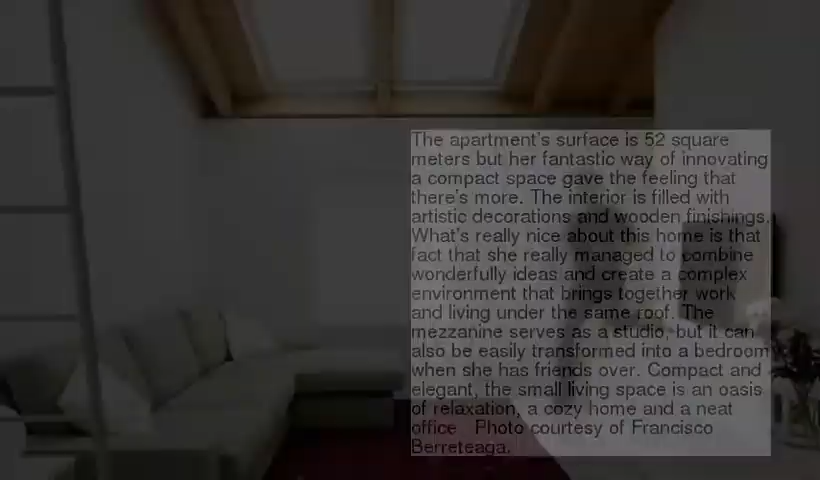 The apartment's surface is 52 square
meters but her fantastic way of innovating
a compact space gave the feeling that
there's more. The interior is filled with
artistic decorations and wooden finishings.
What's really nice about this home is that
fact that she really managed to combine
wonderfully ideas and create a complex
environment that brings together work
and living under the same roof. The
mezzanine serves as a studio, but it can
also be easily transformed into a bedroom
when she has friends over. Compact and
elegant, the small living space is an oasis
of relaxation, a cozy home and a neat
office   Photo courtesy of Francisco
Berreteaga.